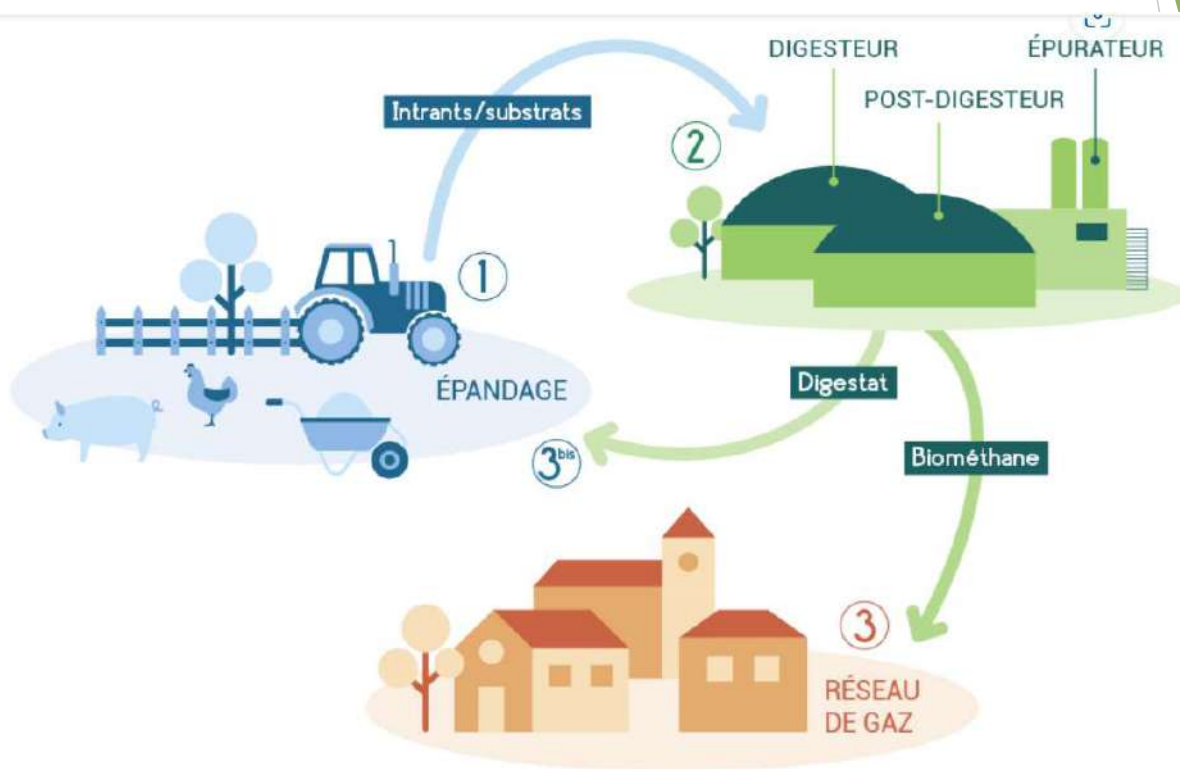 DIGESTEUR
ÉPURATEUR
POST-DIGESTEUR
Intrants/substrats
2
1
ÉPANDAGE
Digestat
3bis
Biométhane
3
RÉSEAU
DE GAZ